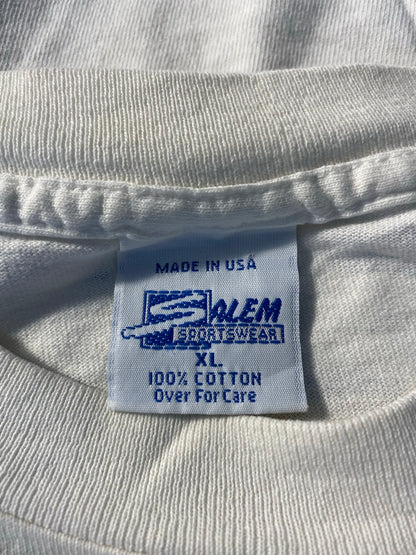 MADE IN USA
SALEM
SPORTSWEAR
XL.
100% COTTON
Over For Care